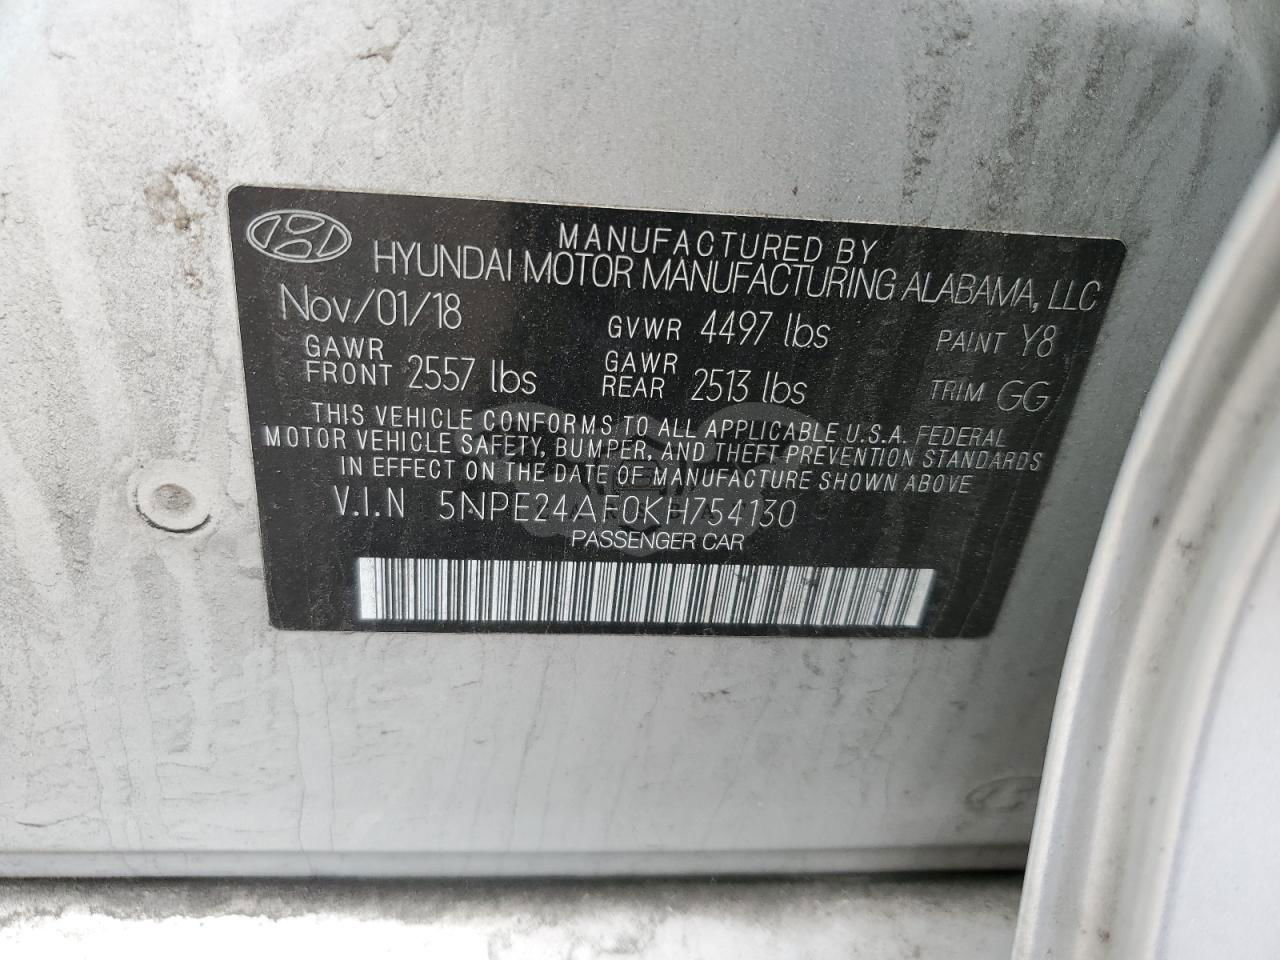 MANUFACTURED BY
HYUNDAI MOTOR MANUFACTURING ALABAMA, LLC
Nov/01/18 GVWR 4497 lbs PAINT Y8
GAWR FRONT 2557 lbs GAWR REAR 2513 lbs TRIM GG
THIS VEHICLE CONFORMS TO ALL APPLICABLE U.S.A. FEDERAL
MOTOR VEHICLE SAFETY, BUMPER, AND THEFT PREVENTION STANDARDS
IN EFFECT ON THE DATE OF MANUFACTURE SHOWN ABOVE
V.I.N 5NPE24AF0KH754130
PASSENGER CAR